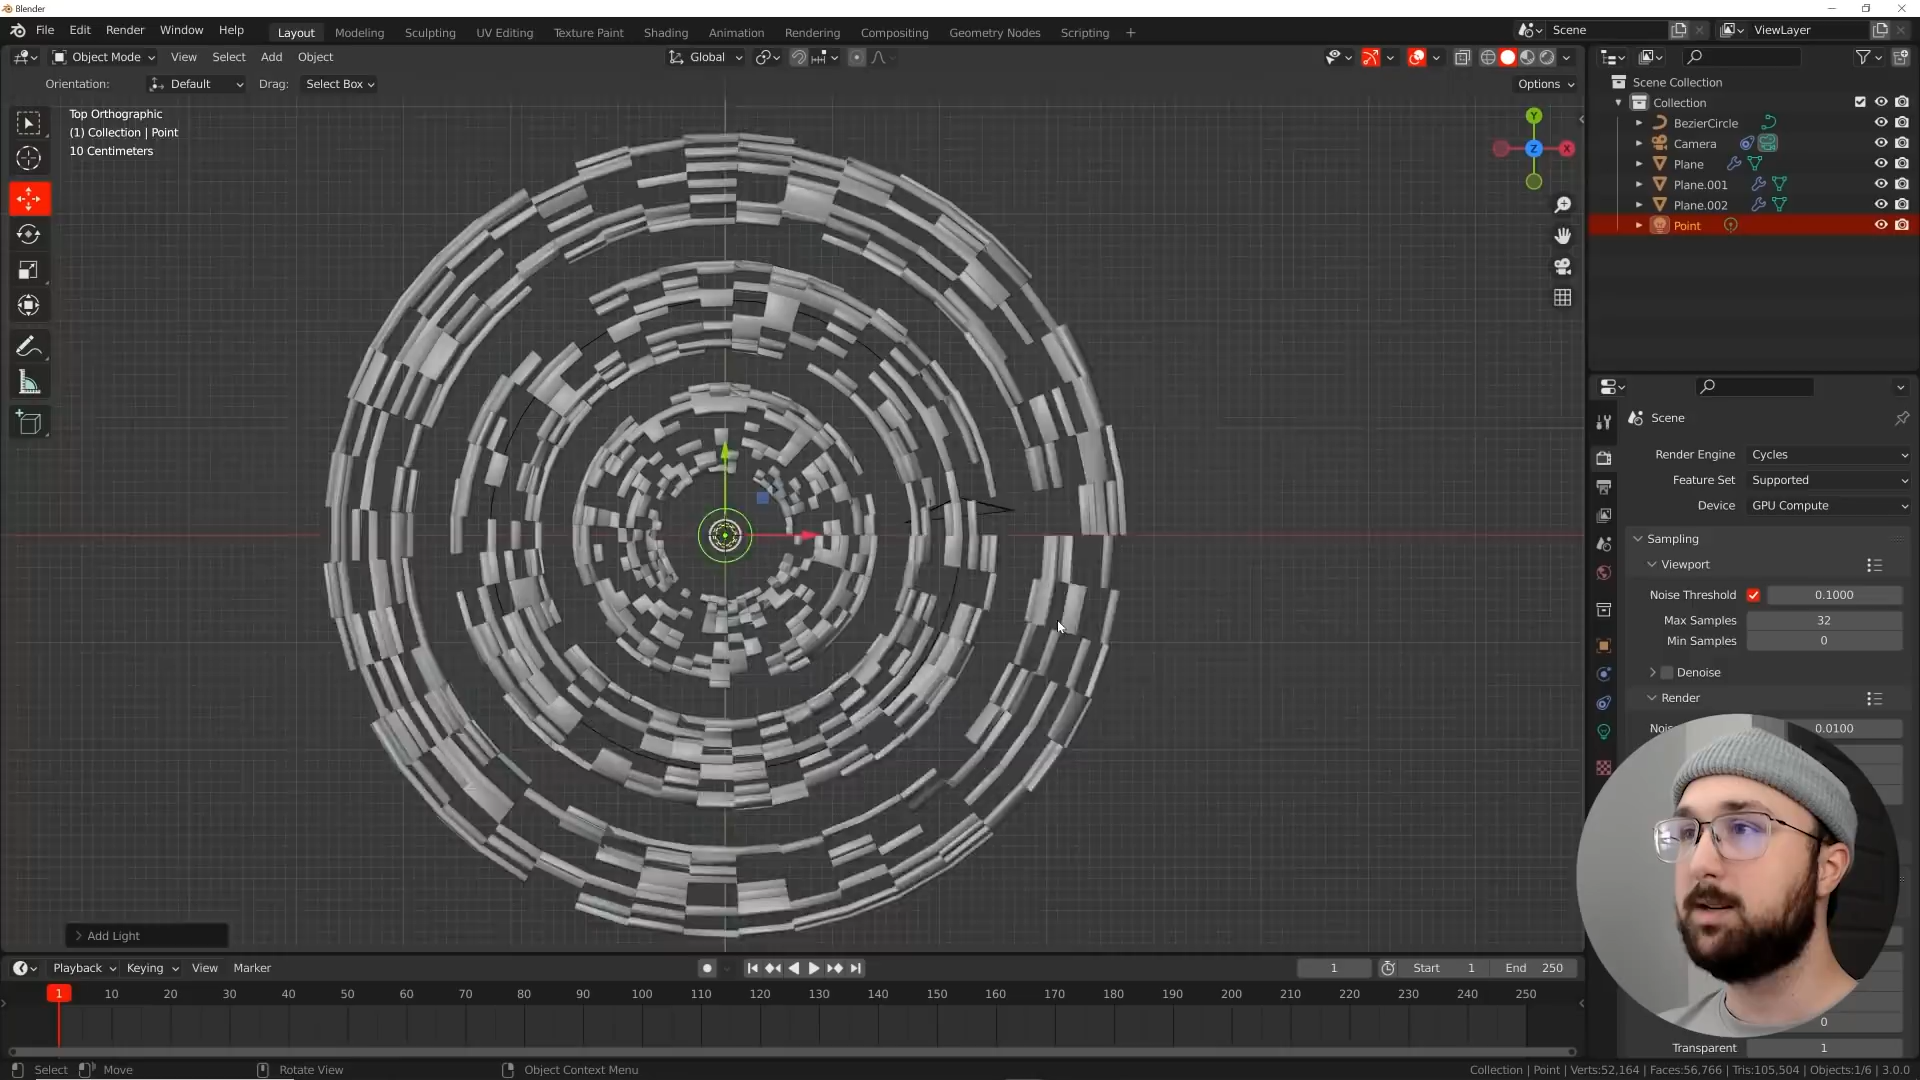 Blender
File Edit Render Window Help Layout Modeling Sculpting UV Editing Texture Paint Shading Animation Rendering Compositing Geometry Nodes Scripting + Scene ViewLayer
Object Mode View Select Add Object Global
Orientation: Default Drag: Select Box Options
Top Orthographic
(1) Collection | Point
10 Centimeters
Y
Z
X
Scene Collection
Collection
BezierCircle
Camera
Plane
Plane.001
Plane.002
Point
Scene
Render Engine Cycles
Feature Set Supported
Device GPU Compute
Sampling
Viewport
Noise Threshold 0.1000
Max Samples 32
Min Samples 0
Denoise
Render
0.0100
0
Transparent 1
Add Light
Playback Keying View Marker 1 Start 1 End 250
1 10 20 30 40 50 60 70 80 90 100 110 120 130 140 150 160 170 180 190 200 210 220 230 240 250
Select Move Rotate View Object Context Menu Collection | Point | Verts:52,164 | Faces:56,766 | Tris:105,504 | Objects:1/6 | 3.0.0